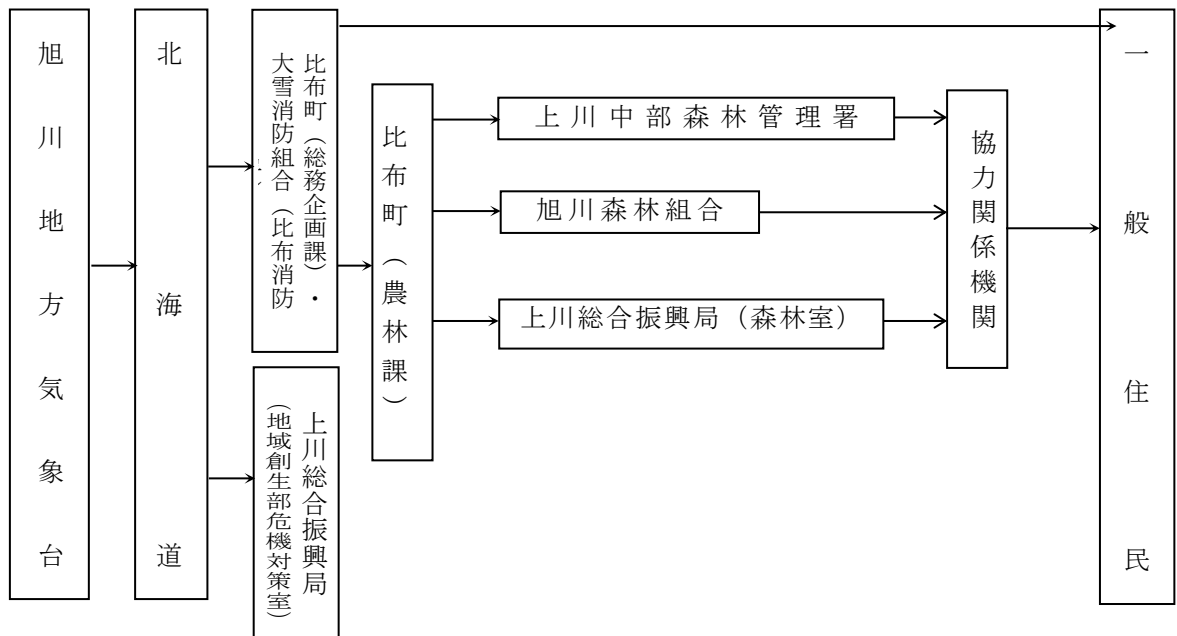 旭川地方気象台
北海道
比布町（総務企画課）・
大雪消防組合（比布消防
上川総合振興局
（地域創生部危機対策室）
比布町（農林課）
上川中部森林管理署
旭川森林組合
上川総合振興局（森林室）
協力関係機関
一般住民